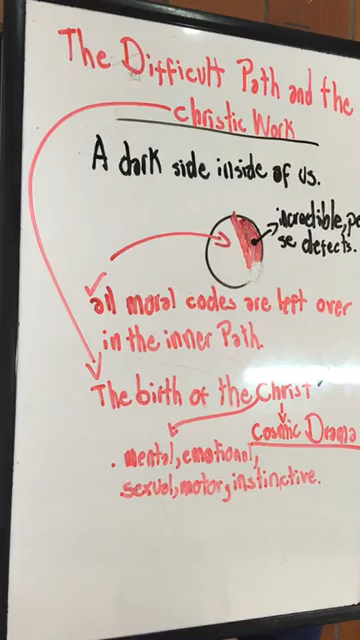 The Difficult Path and the
christic Work
A dark side inside of us.
incredible,
se defects.
all moral codes are left over
in the inner Path.
The birth of the Christ
cosmic Drama
. mental, emotional,
sexual, motor, instinctive.